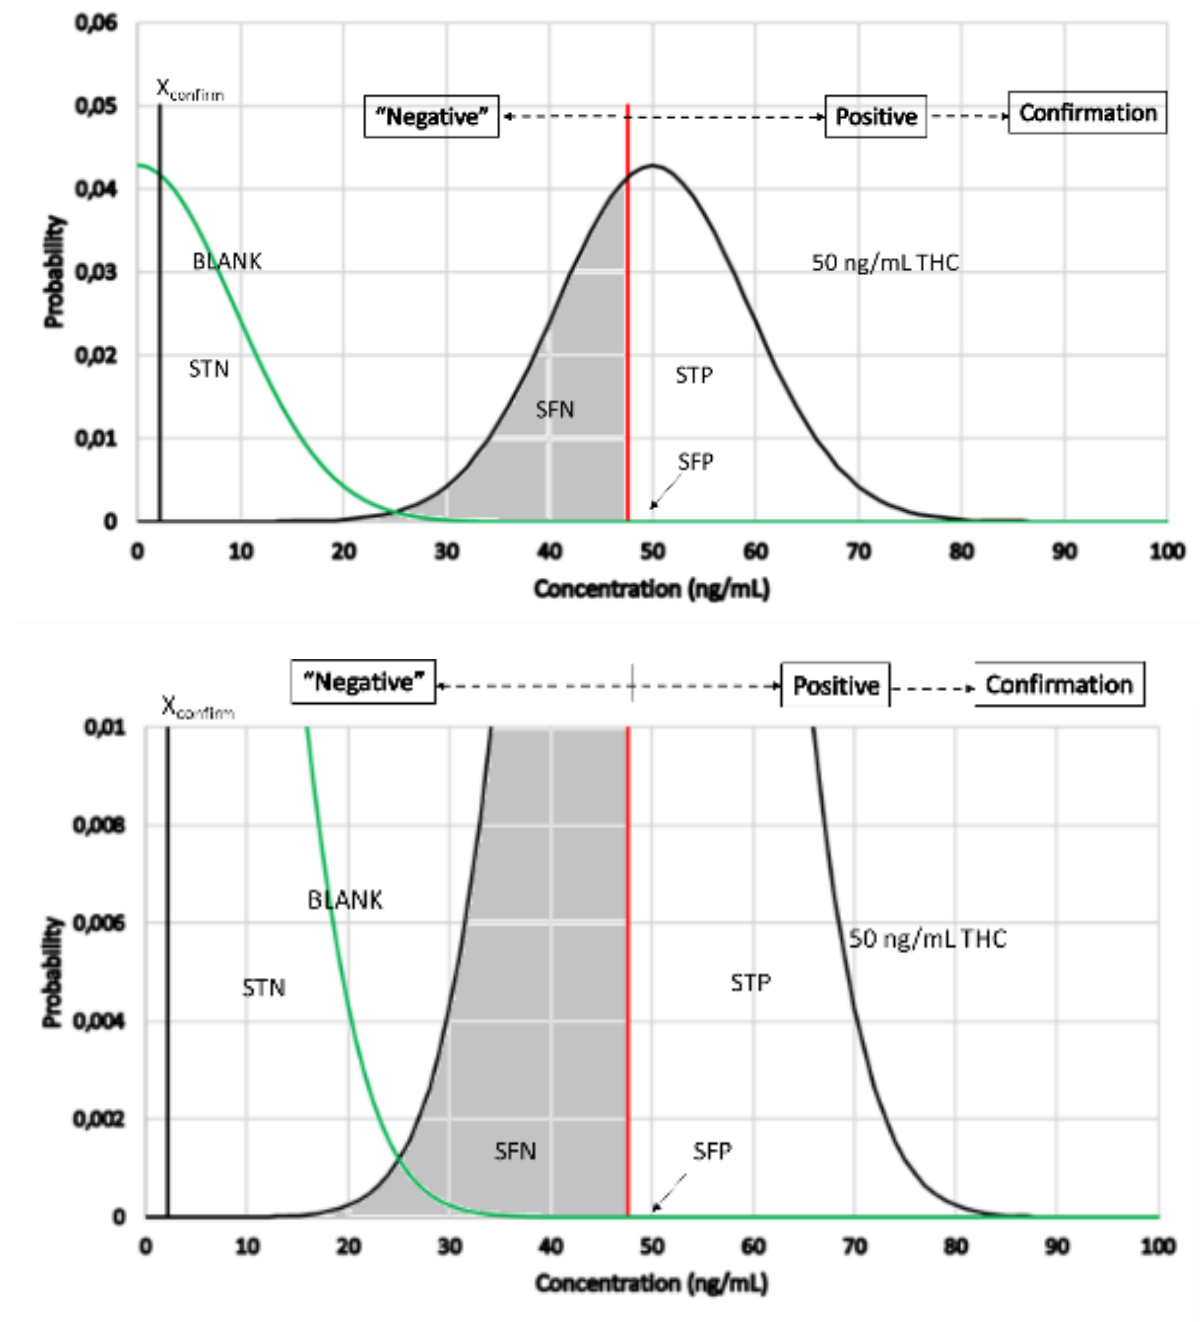 0,06
X confirm
0,05
"Negative"
Positive
Confirmation
0,04
BLANK
50 ng/mL THC
0,03
STN
0,02
STP
SFN
0,01
SFP
0
Probability
0 10 20 30 40 50 60 70 80 90 100
Concentration (ng/mL)
"Negative"
Positive
Confirmation
X confirm
0,01
0,008
BLANK
0,006
50 ng/mL THC
STN
STP
0,004
0,002
SFN
SFP
0
Probability
0 10 20 30 40 50 60 70 80 90 100
Concentration (ng/mL)